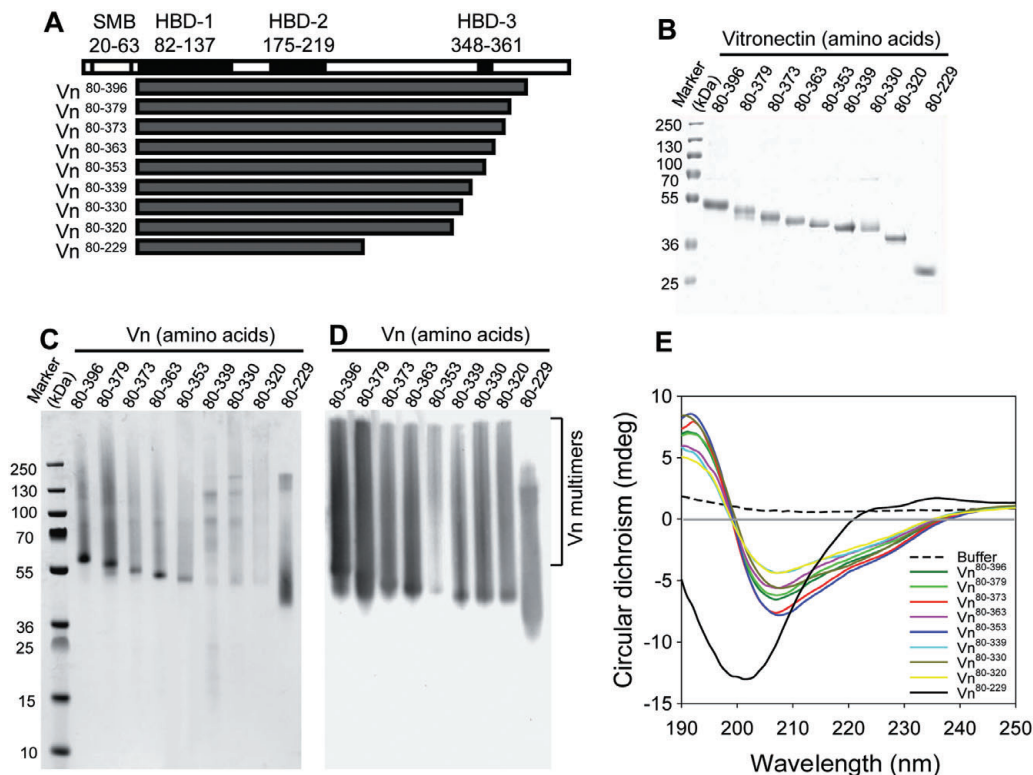 A
SMB HBD-1 HBD-2 HBD-3
20-63 82-137 175-219 348-361
Vn 80-396
Vn 80-379
Vn 80-373
Vn 80-363
Vn 80-353
Vn 80-339
Vn 80-330
Vn 80-320
Vn 80-229
B
Vitronectin (amino acids)
Marker (kDa) 80-396 80-379 80-373 80-363 80-353 80-339 80-330 80-320 80-229
250
130
100
70
55
36
25
C
Vn (amino acids)
Marker (kDa) 80-396 80-379 80-373 80-363 80-353 80-339 80-330 80-320 80-229
250
130
100
70
55
36
25
15
10
D
Vn (amino acids)
80-396 80-379 80-373 80-363 80-353 80-339 80-330 80-320 80-229
Vn multimers
E
Circular dichroism (mdeg)
10
5
0
-5
-10
-15
Buffer
Vn80-396
Vn80-379
Vn80-373
Vn80-363
Vn80-353
Vn80-339
Vn80-330
Vn80-320
Vn80-229
190 200 210 220 230 240 250
Wavelength (nm)